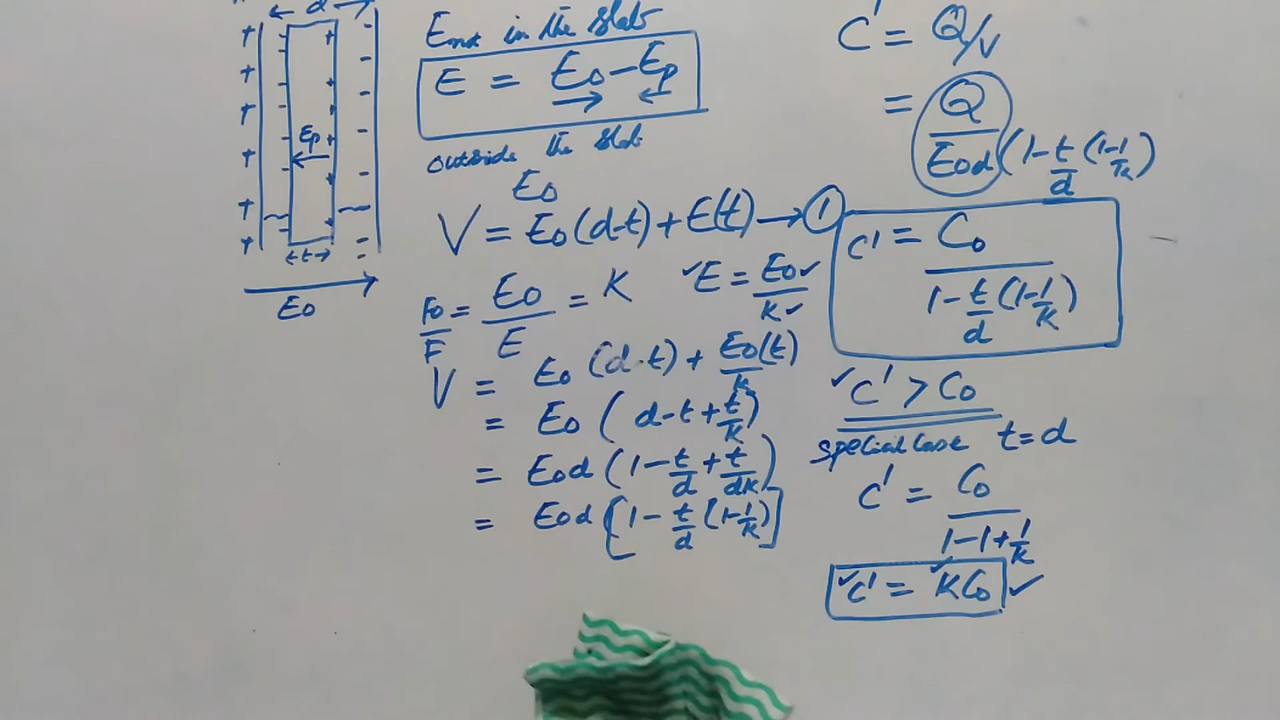 ← d →
+ - + -
+ - + -
+ - + -
+ - Ep + -
+ - + -
+ - + -
←t→
E₀
Enet in the slab
E = E₀ - Ep
outside the slab
E₀
V = E₀(d-t) + E(t) → ①
F₀/F = E₀/E = K ✓E = E₀✓/K✓
V = E₀ (d-t) + E₀(t)/K
= E₀ ( d-t+t/K)
= E₀d (1-t/d+t/dK)
= E₀d [1-t/d(1-1/K)]
C' = Q/V
= Q/E₀d(1-t/d(1-1/K)
C' = C₀/1-t/d(1-1/K)
✓C' > C₀
special case t=d
C' = C₀/1-1+1/K
✓C' = ✓KC₀ ✓